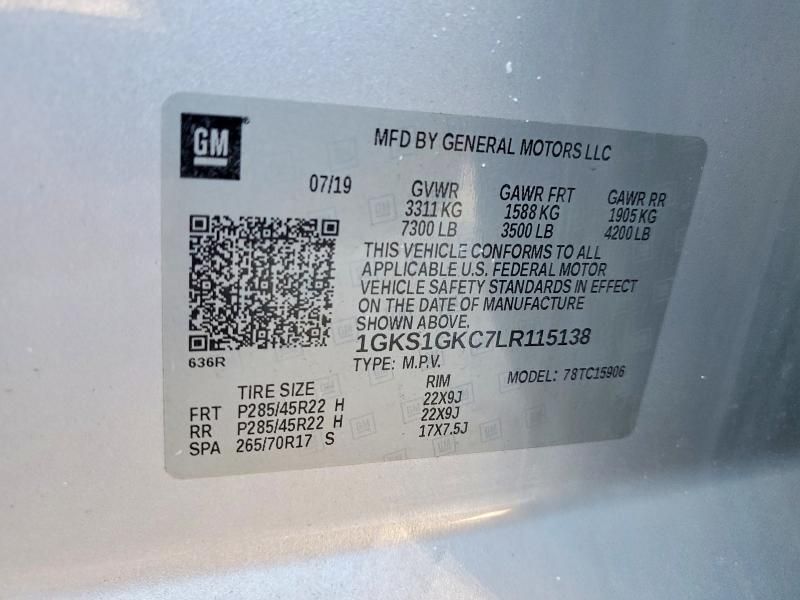 GM
MFD BY GENERAL MOTORS LLC
07/19 GVWR GAWR FRT GAWR RR
3311 KG 1588 KG 1905 KG
7300 LB 3500 LB 4200 LB
THIS VEHICLE CONFORMS TO ALL
APPLICABLE U.S. FEDERAL MOTOR
VEHICLE SAFETY STANDARDS IN EFFECT
ON THE DATE OF MANUFACTURE
SHOWN ABOVE.
1GKS1GKC7LR115138
636R TYPE: M.P.V. MODEL: 78TC15906
TIRE SIZE RIM
FRT P285/45R22 H 22X9J
RR P285/45R22 H 22X9J
SPA 265/70R17 S 17X7.5J